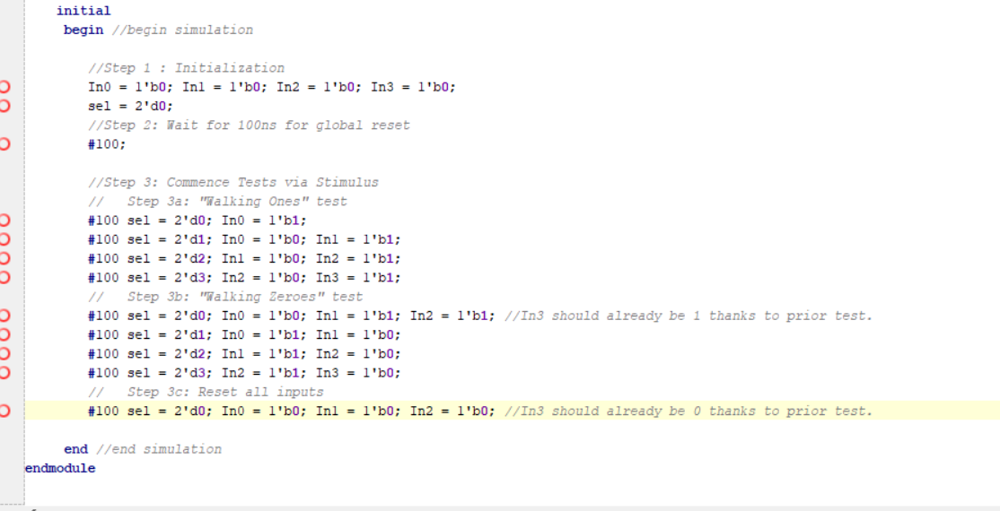 initial
begin //begin simulation
//Step 1 : Initialization
In0 = 1'b0; In1 = 1'b0; In2 = 1'b0; In3 = 1'b0;
sel = 2'd0;
//Step 2: Wait for 100ns for global reset
#100;
//Step 3: Commence Tests via Stimulus
//   Step 3a: "Walking Ones" test
#100 sel = 2'd0; In0 = 1'b1;
#100 sel = 2'd1; In0 = 1'b0; In1 = 1'b1;
#100 sel = 2'd2; In1 = 1'b0; In2 = 1'b1;
#100 sel = 2'd3; In2 = 1'b0; In3 = 1'b1;
//   Step 3b: "Walking Zeroes" test
#100 sel = 2'd0; In0 = 1'b0; In1 = 1'b1; In2 = 1'b1; //In3 should already be 1 thanks to prior test.
#100 sel = 2'd1; In0 = 1'b1; In1 = 1'b0;
#100 sel = 2'd2; In1 = 1'b1; In2 = 1'b0;
#100 sel = 2'd3; In2 = 1'b1; In3 = 1'b0;
//   Step 3c: Reset all inputs
#100 sel = 2'd0; In0 = 1'b0; In1 = 1'b0; In2 = 1'b0; //In3 should already be 0 thanks to prior test.
end //end simulation
endmodule